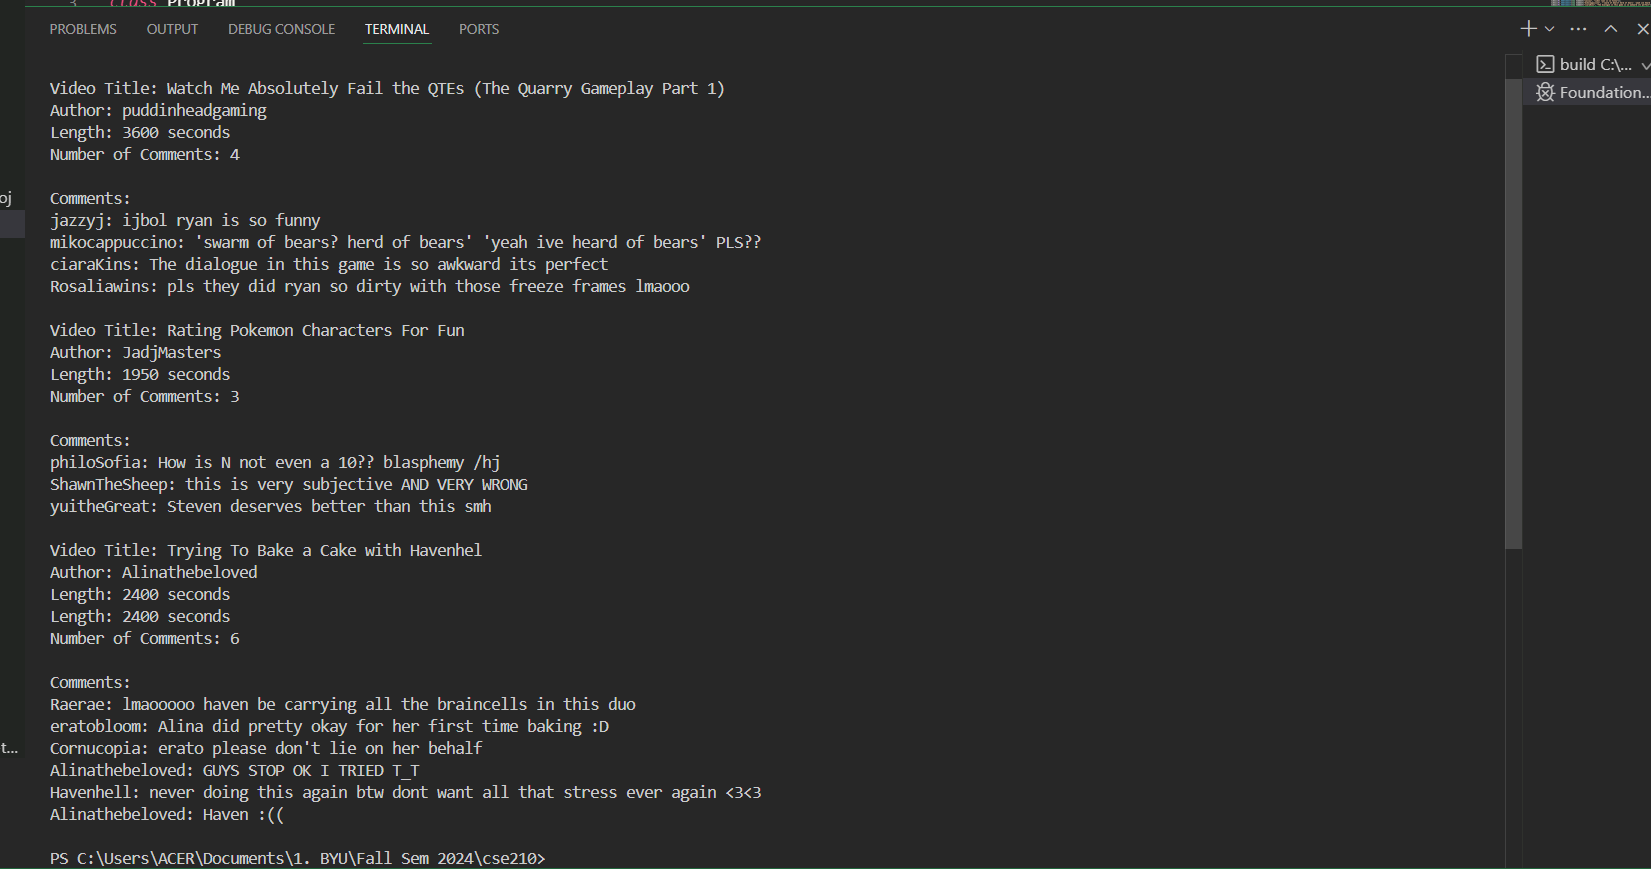 3 class Program
PROBLEMS OUTPUT DEBUG CONSOLE TERMINAL PORTS
build C:\...
Foundation...
oj
t...
Video Title: Watch Me Absolutely Fail the QTEs (The Quarry Gameplay Part 1)
Author: puddinheadgaming
Length: 3600 seconds
Number of Comments: 4
Comments:
jazzyj: ijbol ryan is so funny
mikocappuccino: 'swarm of bears? herd of bears' 'yeah ive heard of bears' PLS??
ciaraKins: The dialogue in this game is so awkward its perfect
Rosaliawins: pls they did ryan so dirty with those freeze frames lmaooo
Video Title: Rating Pokemon Characters For Fun
Author: JadjMasters
Length: 1950 seconds
Number of Comments: 3
Comments:
philoSofia: How is N not even a 10?? blasphemy /hj
ShawnTheSheep: this is very subjective AND VERY WRONG
yuitheGreat: Steven deserves better than this smh
Video Title: Trying To Bake a Cake with Havenhel
Author: Alinathebeloved
Length: 2400 seconds
Length: 2400 seconds
Number of Comments: 6
Comments:
Raerae: lmaooooo haven be carrying all the braincells in this duo
eratobloom: Alina did pretty okay for her first time baking :D
Cornucopia: erato please don't lie on her behalf
Alinathebeloved: GUYS STOP OK I TRIED T_T
Havenhell: never doing this again btw dont want all that stress ever again <3<3
Alinathebeloved: Haven :((
PS C:\Users\ACER\Documents\1. BYU\Fall Sem 2024\cse210>